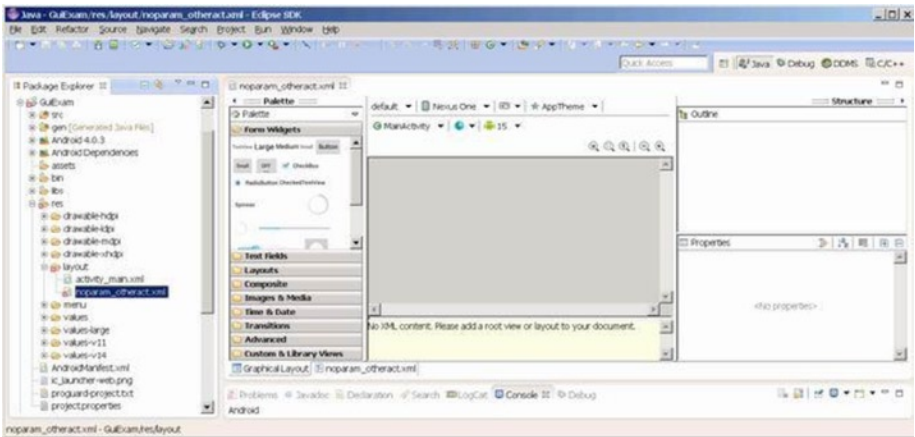 Java - GuiExam/res/layout/noparam_otheract.xml - Eclipse SDK
File Edit Refactor Source Navigate Search Project Run Window Help
Quick Access
Java Debug DDMS C/C++
Package Explorer
GuiExam
src
gen [Generated Java Files]
Android 4.0.3
Android Dependencies
assets
bin
libs
res
drawable-hdpi
drawable-ldpi
drawable-mdpi
drawable-xhdpi
layout
activity_main.xml
noparam_otheract.xml
menu
values
values-large
values-v11
values-v14
AndroidManifest.xml
ic_launcher-web.png
proguard-project.txt
project.properties
noparam_otheract.xml
Palette
Palette
Form Widgets
TextView Large Medium Small Button
Small OFF CheckBox
RadioButton CheckedTextView
Spinner
Text Fields
Layouts
Composite
Images & Media
Time & Date
Transitions
Advanced
Custom & Library Views
default Nexus One AppTheme
MainActivity 15
No XML content. Please add a root view or layout to your document.
Graphical Layout noparam_otheract.xml
Structure
Outline
Properties
<No properties>
Problems Javadoc Declaration Search LogCat Console Debug
Android
noparam_otheract.xml - GuiExam/res/layout